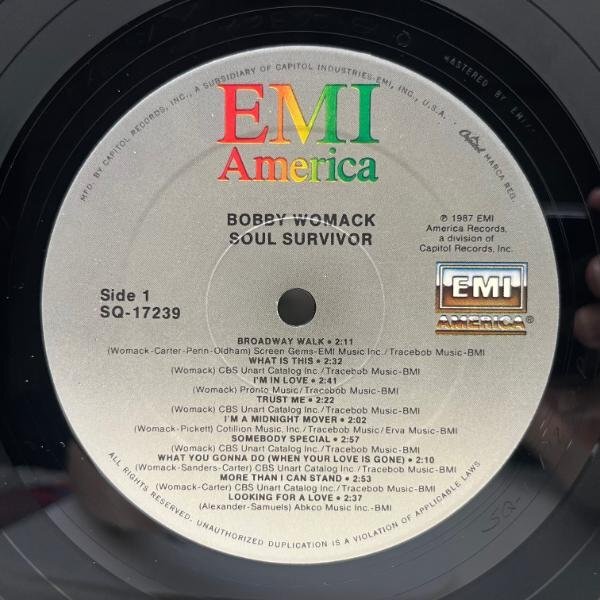 MFD. BY CAPITOL RECORDS, INC., A SUBSIDIARY OF CAPITOL INDUSTRIES-EMI, INC., U.S.A.
Capitol MARCA REG.
MASTERED BY
EMI
America
BOBBY WOMACK
SOUL SURVIVOR
℗ 1987 EMI
America Records,
a division of
Capitol Records, Inc.
EMI
AMERICA
Side 1
SQ-17239
BROADWAY WALK • 2:11
(Womack-Carter-Penn-Oldham) Screen Gems-EMI Music Inc./Tracebob Music-BMI
WHAT IS THIS • 2:32
(Womack) CBS Unart Catalog Inc./Tracebob Music-BMI
I'M IN LOVE • 2:41
(Womack) Pronto Music/Tracebob Music-BMI
TRUST ME • 2:22
(Womack) CBS Unart Catalog Inc./Tracebob Music-BMI
I'M A MIDNIGHT MOVER • 2:02
(Womack-Pickett) Cotillion Music, Inc./Tracebob Music/Erva Music-BMI
SOMEBODY SPECIAL • 2:57
(Womack) CBS Unart Catalog Inc./Tracebob Music-BMI
WHAT YOU GONNA DO (WHEN YOUR LOVE IS GONE) • 2:10
(Womack-Sanders-Carter) CBS Unart Catalog Inc./Tracebob Music-BMI
MORE THAN I CAN STAND • 2:53
(Womack-Carter) CBS Unart Catalog Inc./Tracebob Music-BMI
LOOKING FOR A LOVE • 2:37
(Alexander-Samuels) Abkco Music Inc.-BMI
ALL RIGHTS RESERVED. UNAUTHORIZED DUPLICATION IS A VIOLATION OF APPLICABLE LAWS